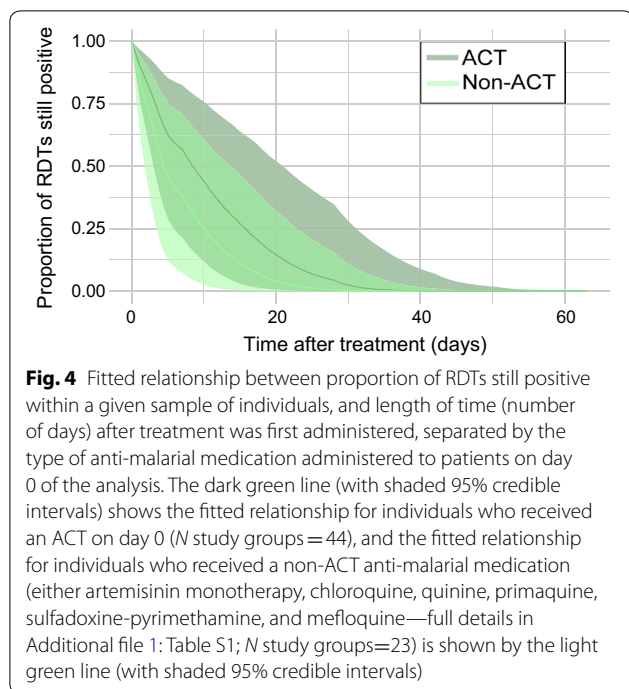 1.00
0.75
0.50
0.25
0.00
Proportion of RDTs still positive
ACT
Non-ACT
0
20
40
60
Time after treatment (days)
Fig. 4 Fitted relationship between proportion of RDTs still positive
within a given sample of individuals, and length of time (number
of days) after treatment was first administered, separated by the
type of anti-malarial medication administered to patients on day
0 of the analysis. The dark green line (with shaded 95% credible
intervals) shows the fitted relationship for individuals who received
an ACT on day 0 (N study groups = 44), and the fitted relationship
for individuals who received a non-ACT anti-malarial medication
(either artemisinin monotherapy, chloroquine, quinine, primaquine,
sulfadoxine-pyrimethamine, and mefloquine—full details in
Additional file 1: Table S1; N study groups=23) is shown by the light
green line (with shaded 95% credible intervals)